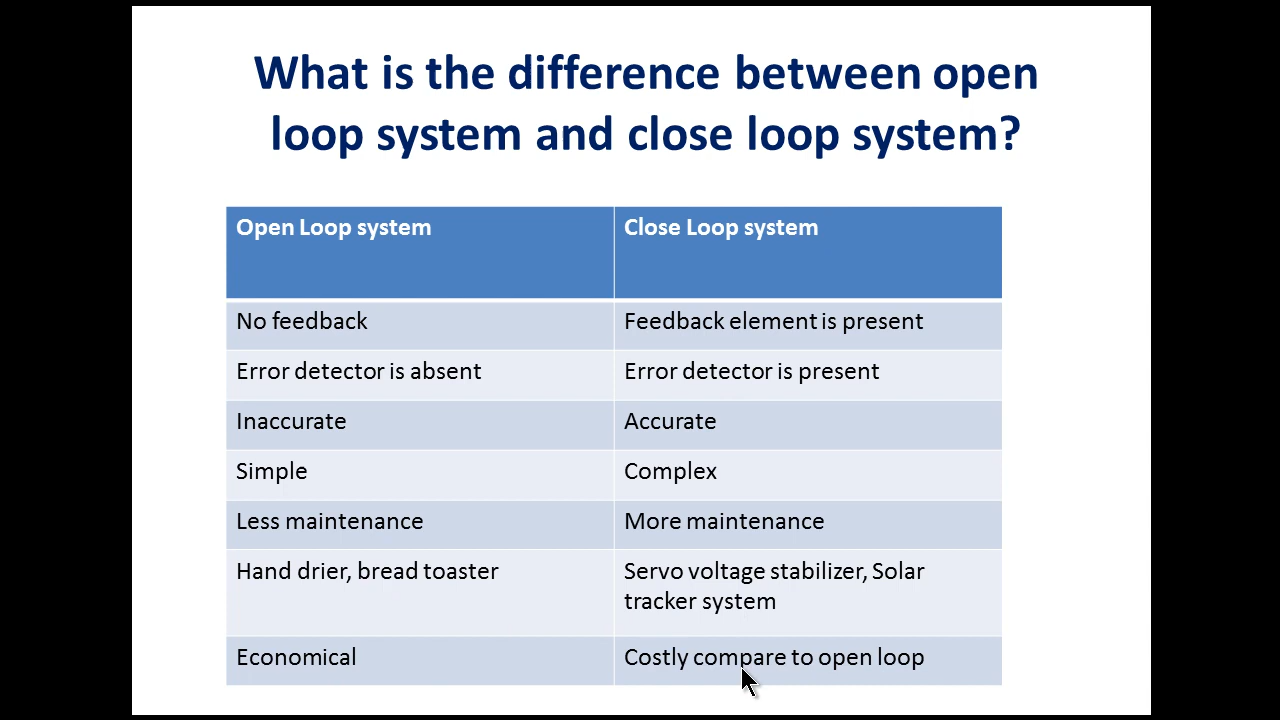 What is the difference between open
loop system and close loop system?
Open Loop system
Close Loop system
No feedback
Feedback element is present
Error detector is absent
Error detector is present
Inaccurate
Accurate
Simple
Complex
Less maintenance
More maintenance
Hand drier, bread toaster
Servo voltage stabilizer, Solar
tracker system
Economical
Costly compare to open loop